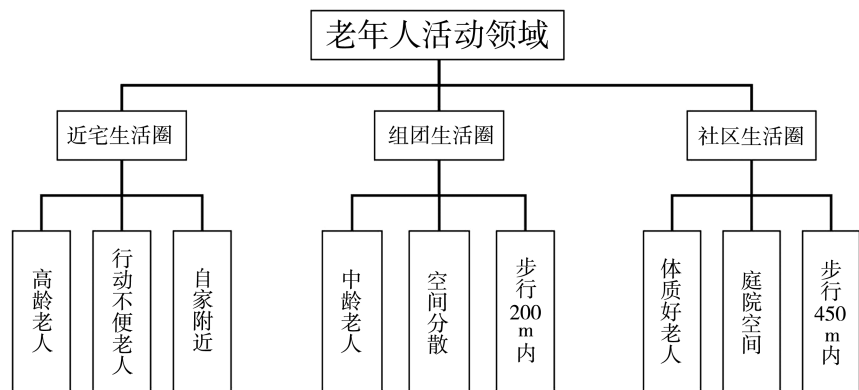 老年人活动领域
近宅生活圈
组团生活圈
社区生活圈
高龄老人
行动不便老人
自家附近
中龄老人
空间分散
步行200m内
体质好老人
庭院空间
步行450m内